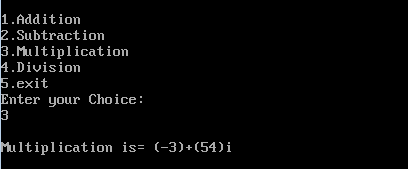 1.Addition
2.Subtraction
3.Multiplication
4.Division
5.exit
Enter your Choice:
3
Multiplication is= (-3)+(54)i